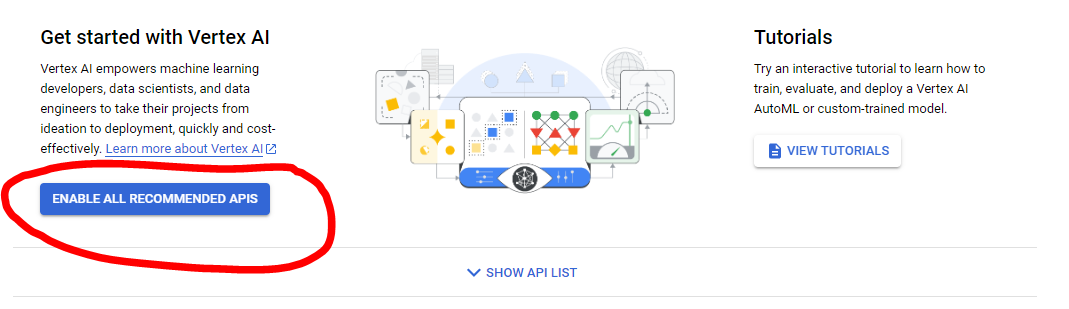 Get started with Vertex AI
Vertex AI empowers machine learning
developers, data scientists, and data
engineers to take their projects from
ideation to deployment, quickly and cost-
effectively. Learn more about Vertex AI
ENABLE ALL RECOMMENDED APIS
Tutorials
Try an interactive tutorial to learn how to
train, evaluate, and deploy a Vertex AI
AutoML or custom-trained model.
VIEW TUTORIALS
SHOW API LIST